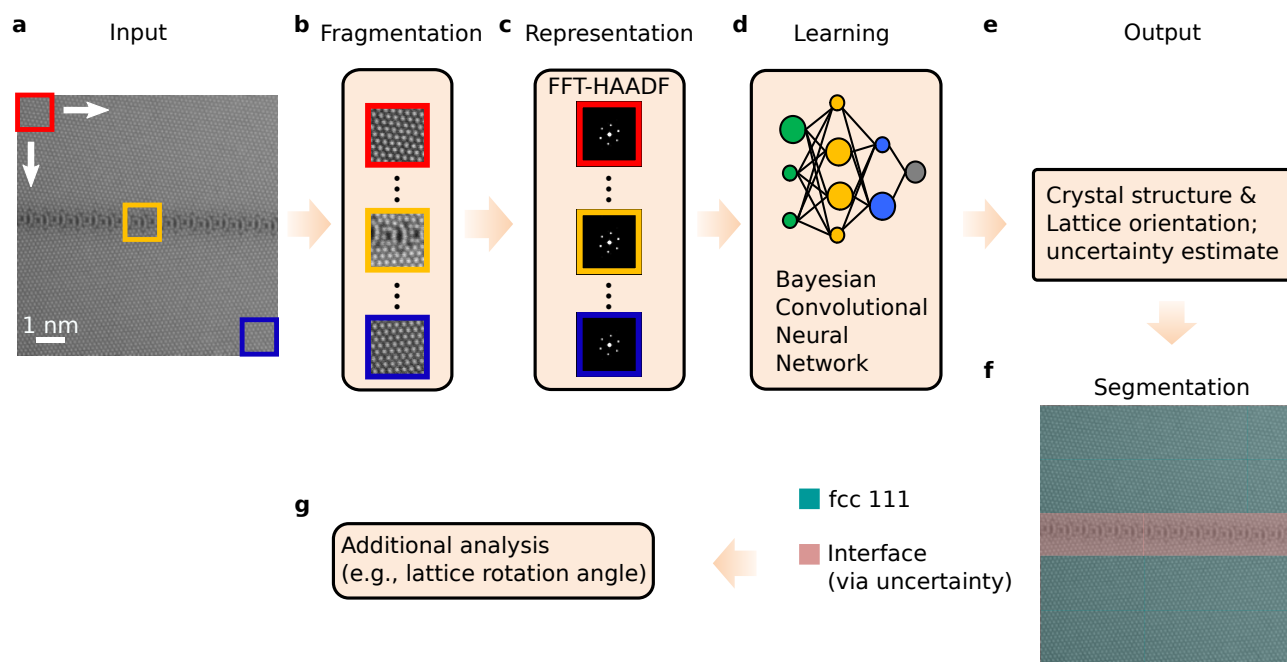 a
Input
1 nm
b
Fragmentation
c
Representation
FFT-HAADF
d
Learning
Bayesian
Convolutional
Neural
Network
e
Output
Crystal structure &
Lattice orientation;
uncertainty estimate
f
Segmentation
fcc 111
Interface
(via uncertainty)
g
Additional analysis
(e.g., lattice rotation angle)